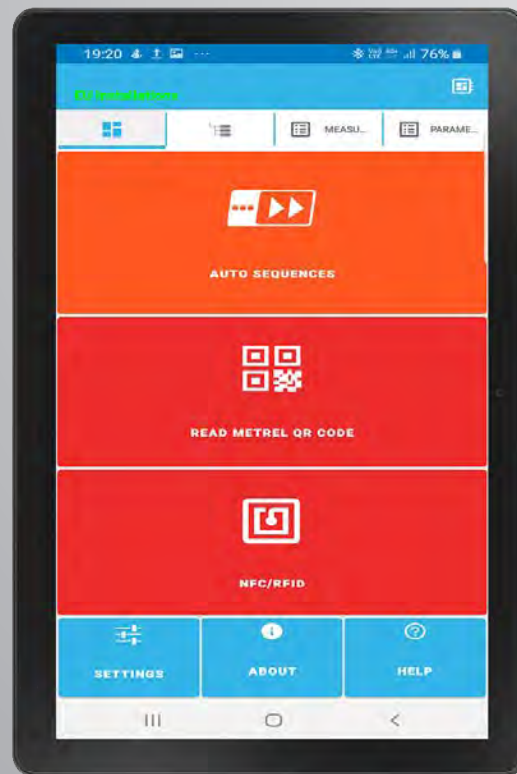 19:20 ... 76%
EV Installations
MEASU...
PARAME...
AUTO SEQUENCES
READ METREL QR CODE
NFC/RFID
SETTINGS
ABOUT
HELP